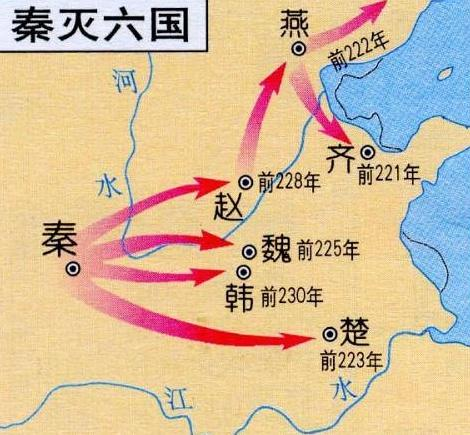 秦灭六国
燕
前222年
河
水
齐
前221年
赵
前228年
秦
魏
前225年
韩
前230年
楚
前223年
江
水